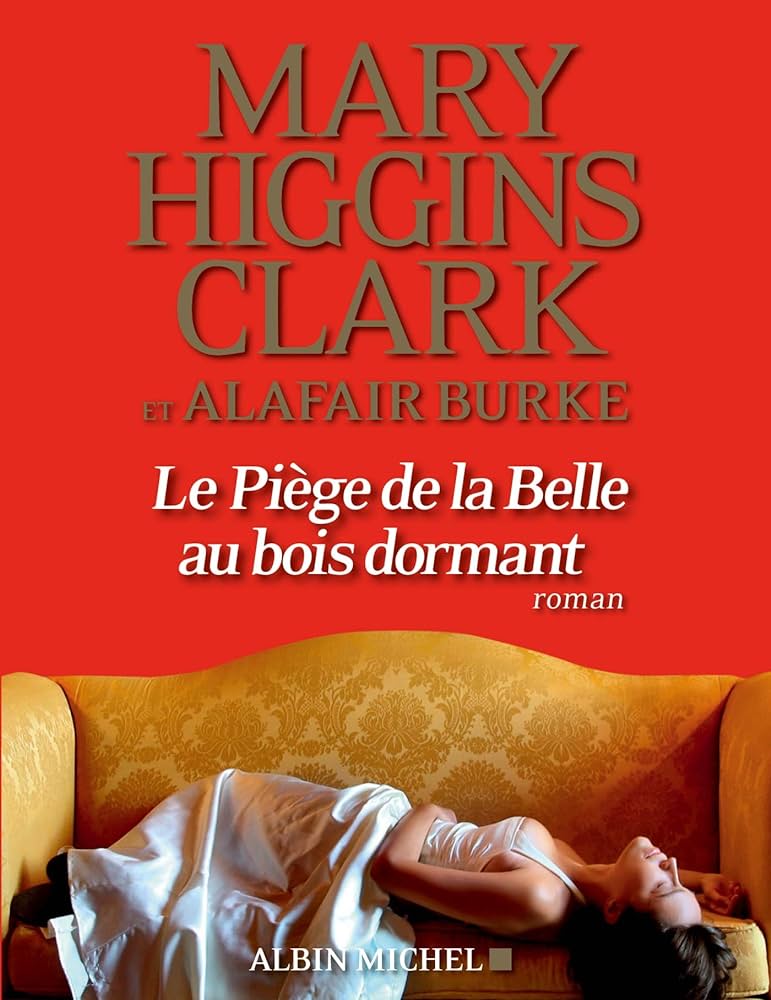 MARY
HIGGINS
CLARK
ET ALAFAIR BURKE
Le Piège de la Belle
au bois dormant
roman
ALBIN MICHEL